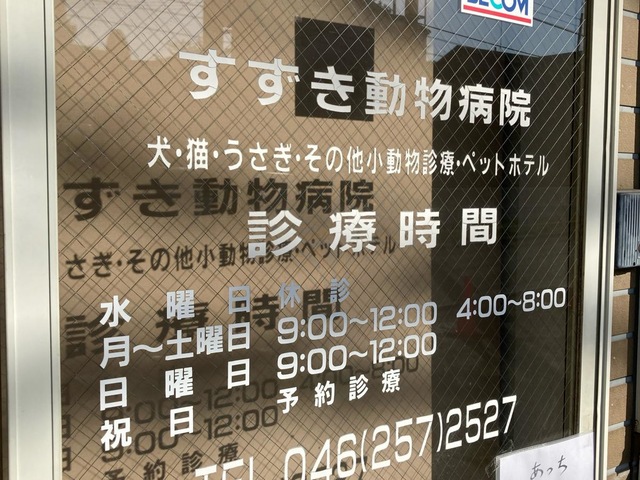 SECOM
すずき動物病院
犬・猫・うさぎ・その他小動物診療・ペットホテル
診療時間
水曜日 休診
月～土曜日 9:00～12:00 4:00～8:00
日曜日 9:00～12:00
祝日 予約診療
TEL 046(257)2527
あっち